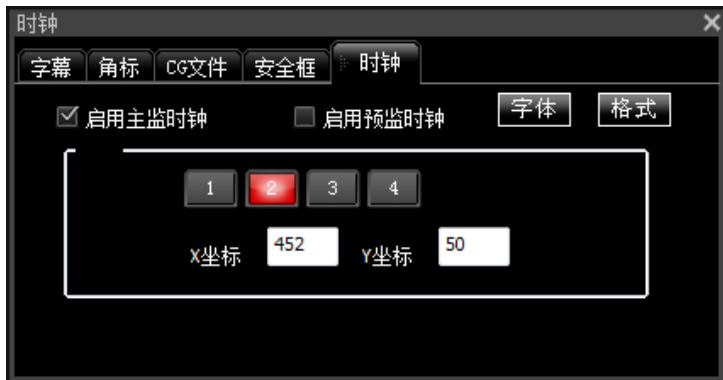 时钟
字幕 角标 CG文件 安全框 时钟
启用主监时钟 启用预监时钟 字体 格式
1 2 3 4
X坐标 452 Y坐标 50